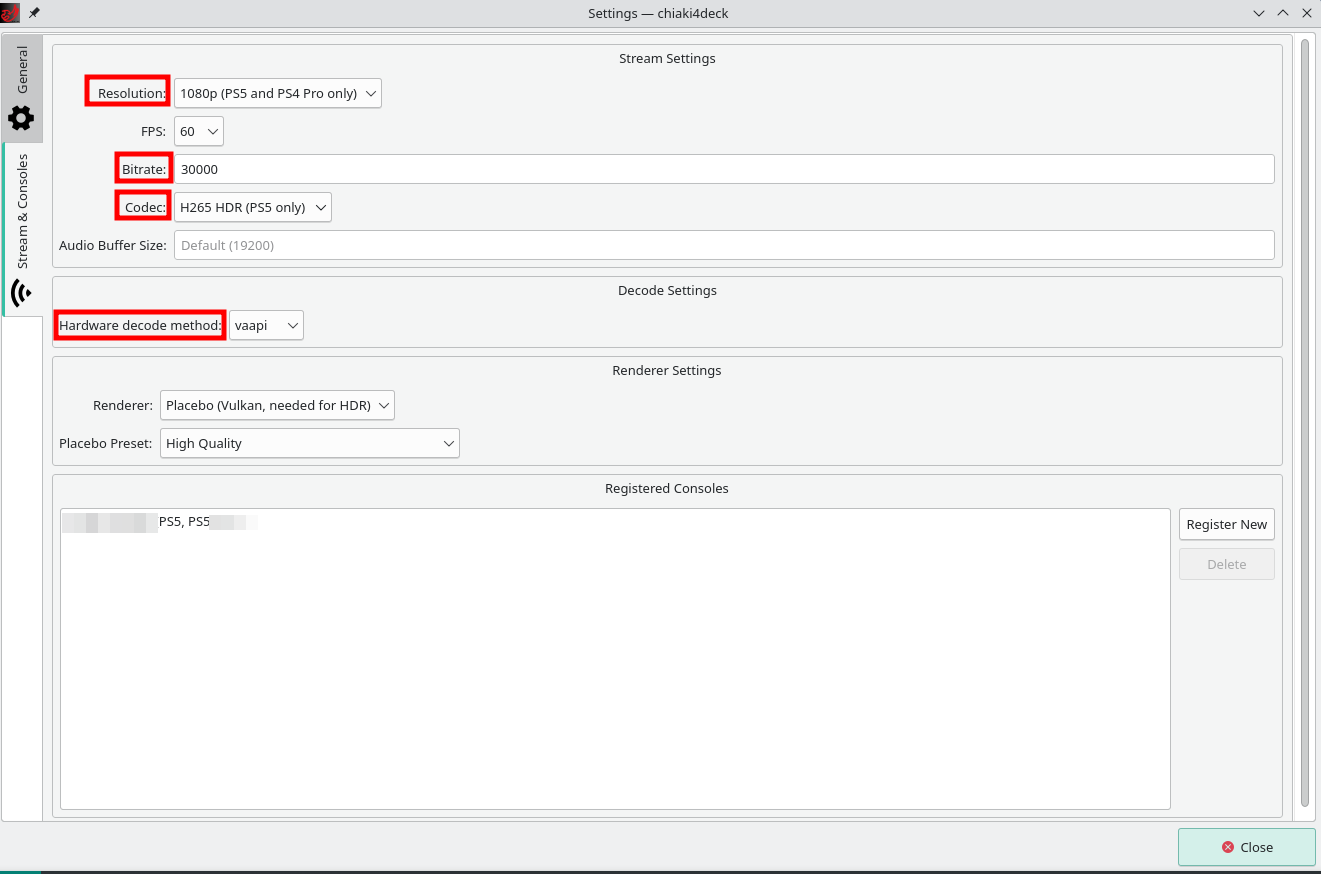 Settings — chiaki4deck
General
Stream & Consoles
Stream Settings
Resolution: 1080p (PS5 and PS4 Pro only)
FPS: 60
Bitrate: 30000
Codec: H265 HDR (PS5 only)
Audio Buffer Size: Default (19200)
Decode Settings
Hardware decode method: vaapi
Renderer Settings
Renderer: Placebo (Vulkan, needed for HDR)
Placebo Preset: High Quality
Registered Consoles
PS5, PS5
Register New
Delete
Close